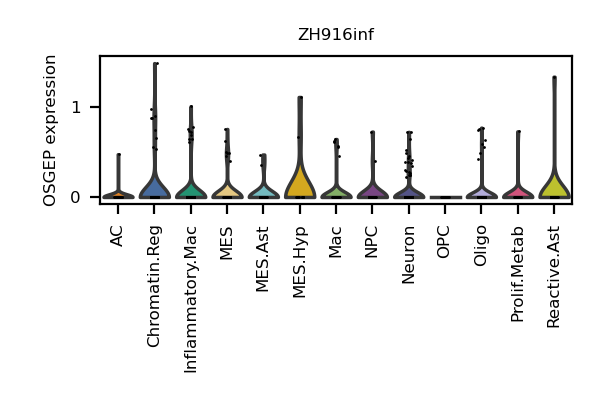 ZH916inf
OSGEP expression
1
0
AC
Chromatin.Reg
Inflammatory.Mac
MES
MES.Ast
MES.Hyp
Mac
NPC
Neuron
OPC
Oligo
Prolif.Metab
Reactive.Ast